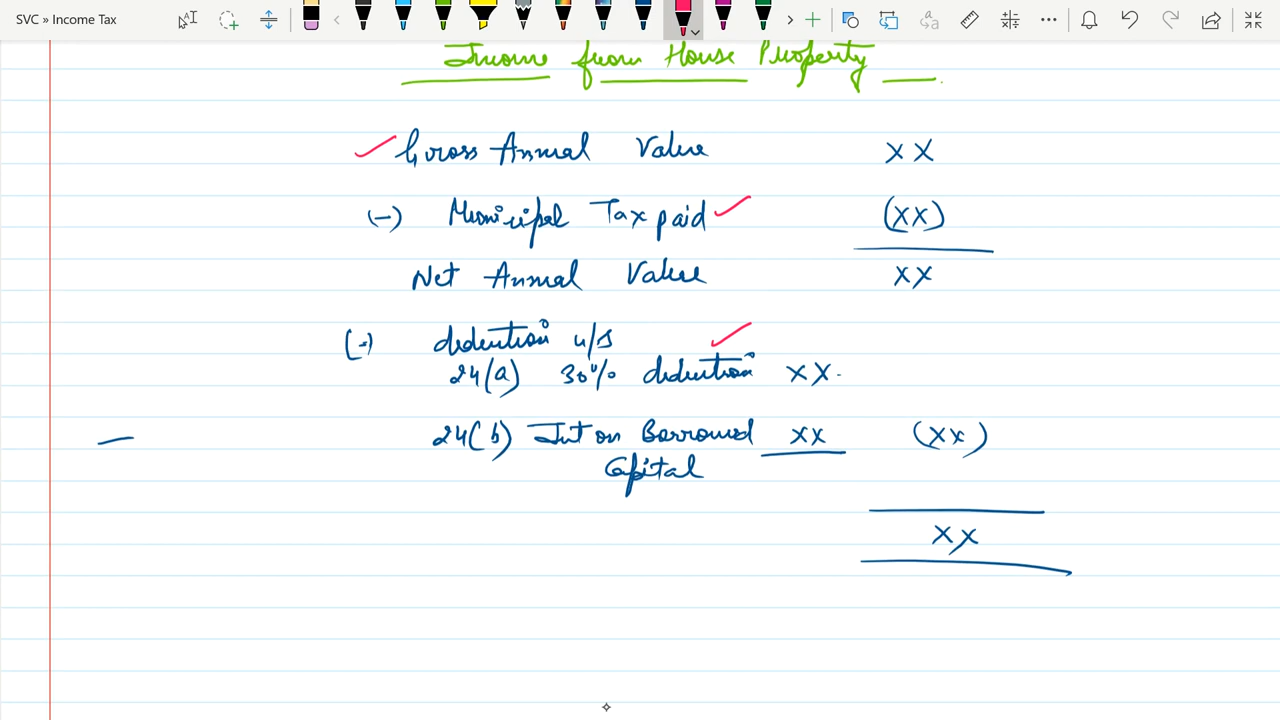 SVC » Income Tax
Income from House Property
Gross Annual Value XX
(-) Municipal Tax paid (XX)
Net Annual Value XX
(-) deduction u/s
24(a) 30% deduction XX
24(b) Int on Borrowed XX (XX)
Capital
XX